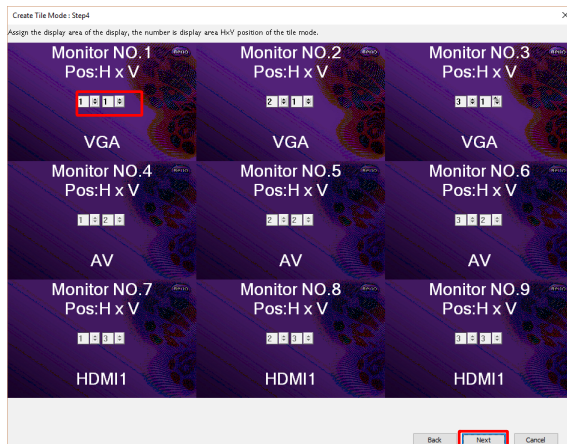 Create Tile Mode : Step4
Assign the display area of the display, the number is display area HxV position of the tile mode.
Monitor NO.1
Pos:H x V
1 1
VGA
Monitor NO.2
Pos:H x V
2 1
VGA
Monitor NO.3
Pos:H x V
3 1
VGA
Monitor NO.4
Pos:H x V
1 2
AV
Monitor NO.5
Pos:H x V
2 2
AV
Monitor NO.6
Pos:H x V
3 2
AV
Monitor NO.7
Pos:H x V
1 3
HDMI1
Monitor NO.8
Pos:H x V
2 3
HDMI1
Monitor NO.9
Pos:H x V
3 3
HDMI1
Back Next Cancel